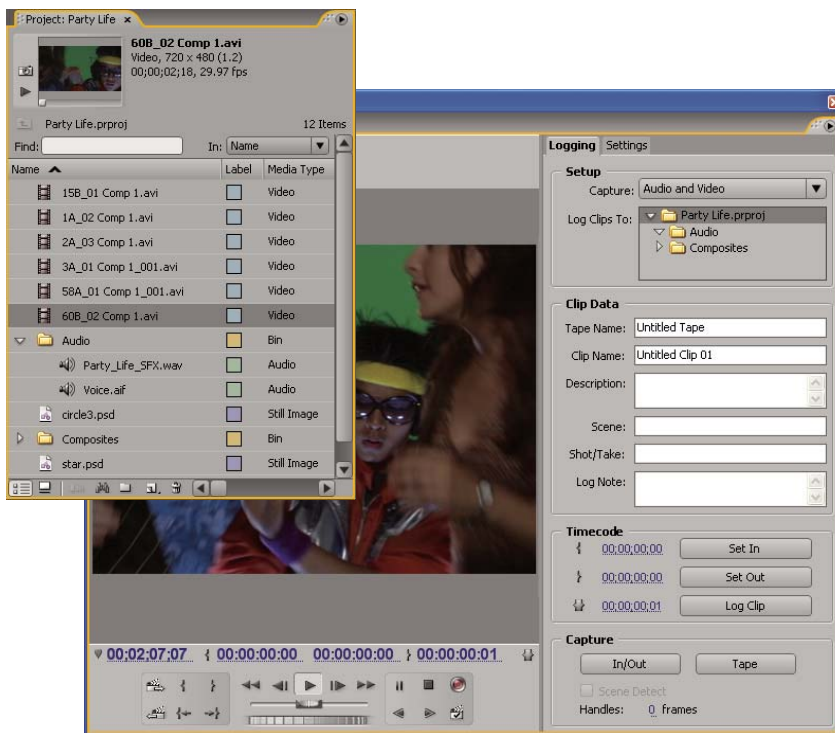 Project: Party Life ×
60B_02 Comp 1.avi
Video, 720 x 480 (1.2)
00;00;02;18, 29.97 fps
Party Life.prproj 12 Items
Find: In: Name
Name Label Media Type
15B_01 Comp 1.avi Video
1A_02 Comp 1.avi Video
2A_03 Comp 1.avi Video
3A_01 Comp 1_001.avi Video
58A_01 Comp 1_001.avi Video
60B_02 Comp 1.avi Video
Audio Bin
Party_Life_SFX.wav Audio
Voice.aif Audio
circle3.psd Still Image
Composites Bin
star.psd Still Image
Logging Settings
Setup
Capture: Audio and Video
Log Clips To: Party Life.prproj
Audio
Composites
Clip Data
Tape Name: Untitled Tape
Clip Name: Untitled Clip 01
Description:
Scene:
Shot/Take:
Log Note:
Timecode
00;00;00;00 Set In
00;00;00;00 Set Out
00;00;00;01 Log Clip
Capture
In/Out Tape
Scene Detect
Handles: 0 frames
00;02;07;07 { 00:00:00:00 00:00:00:00 } 00:00:00:01